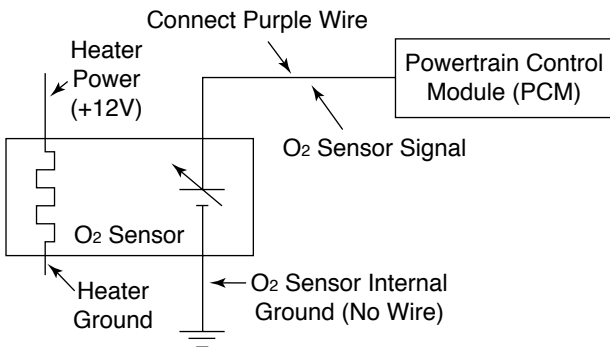 Connect Purple Wire
Heater
Power
(+12V)
Powertrain Control
Module (PCM)
O2 Sensor Signal
O2 Sensor
O2 Sensor Internal
Ground (No Wire)
Heater
Ground